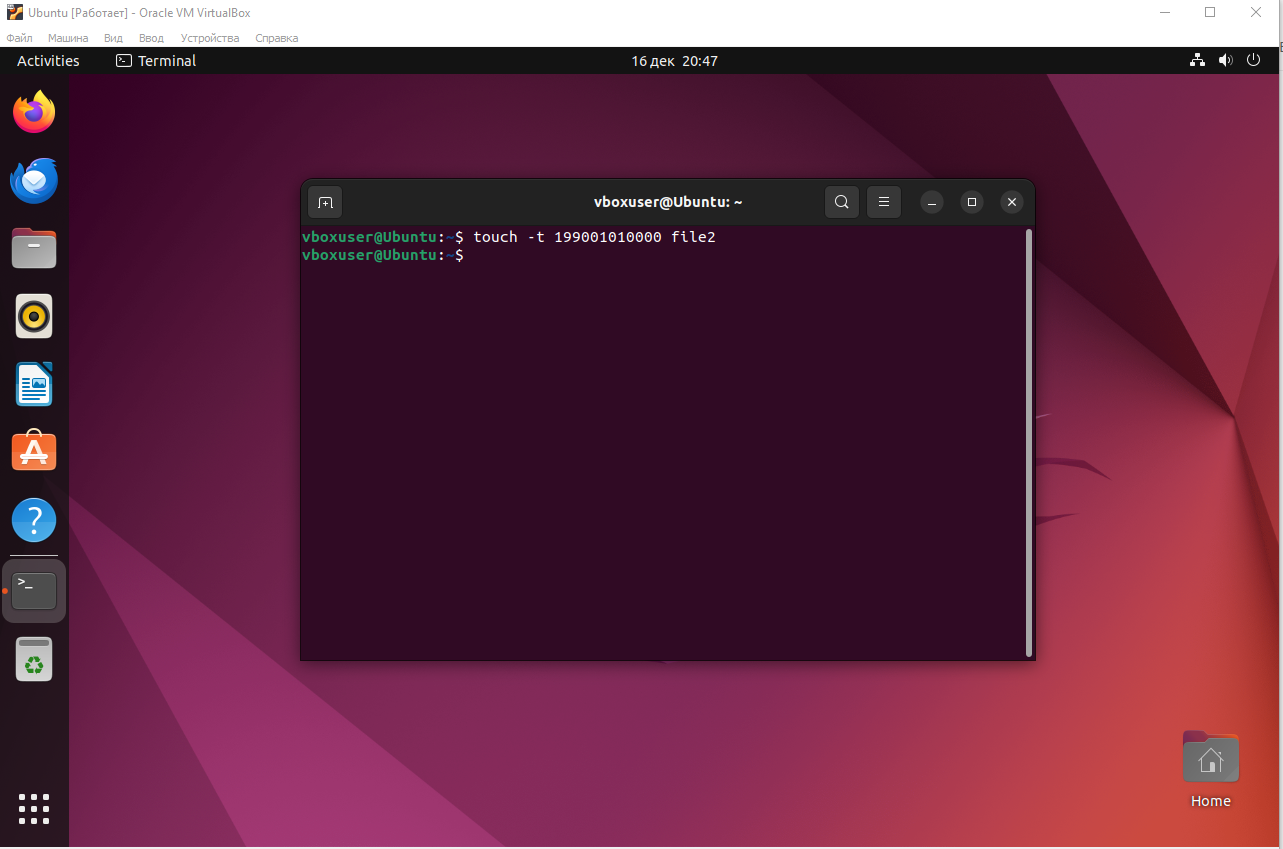 Ubuntu [Работает] - Oracle VM VirtualBox
Файл Машина Вид Ввод Устройства Справка
Activities Terminal 16 дек 20:47
vboxuser@Ubuntu: ~
vboxuser@Ubuntu:~$ touch -t 199001010000 file2
vboxuser@Ubuntu:~$
Home